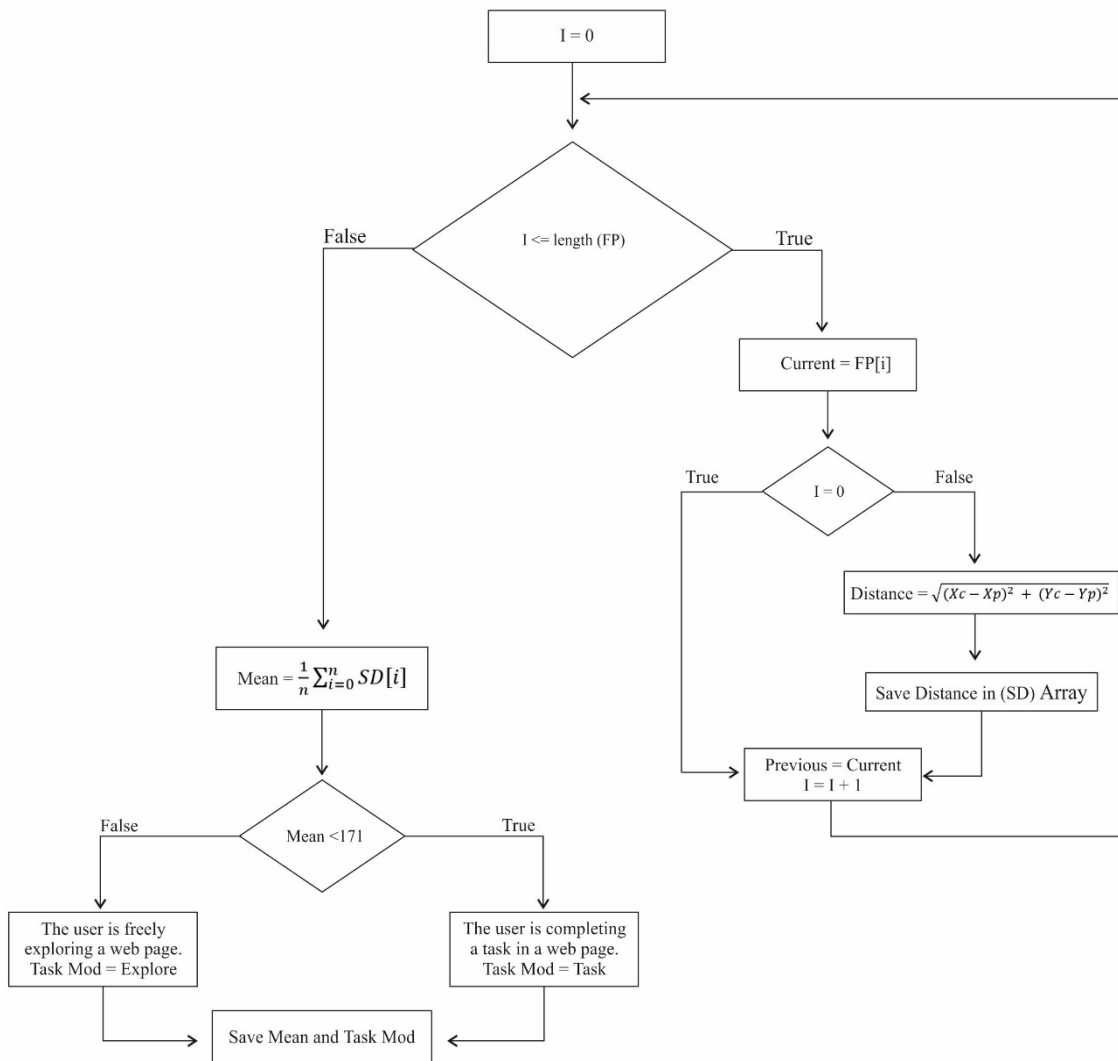 I = 0
I <= length (FP)
False
True
Current = FP[i]
True
False
I = 0
Distance = √(Xc − Xp)² + (Yc − Yp)²
Save Distance in (SD) Array
Previous = Current
I = I + 1
Mean = 1/n ∑ⁿᵢ₌₀ SD[i]
Mean <171
False
True
The user is freely
exploring a web page.
Task Mod = Explore
The user is completing
a task in a web page.
Task Mod = Task
Save Mean and Task Mod